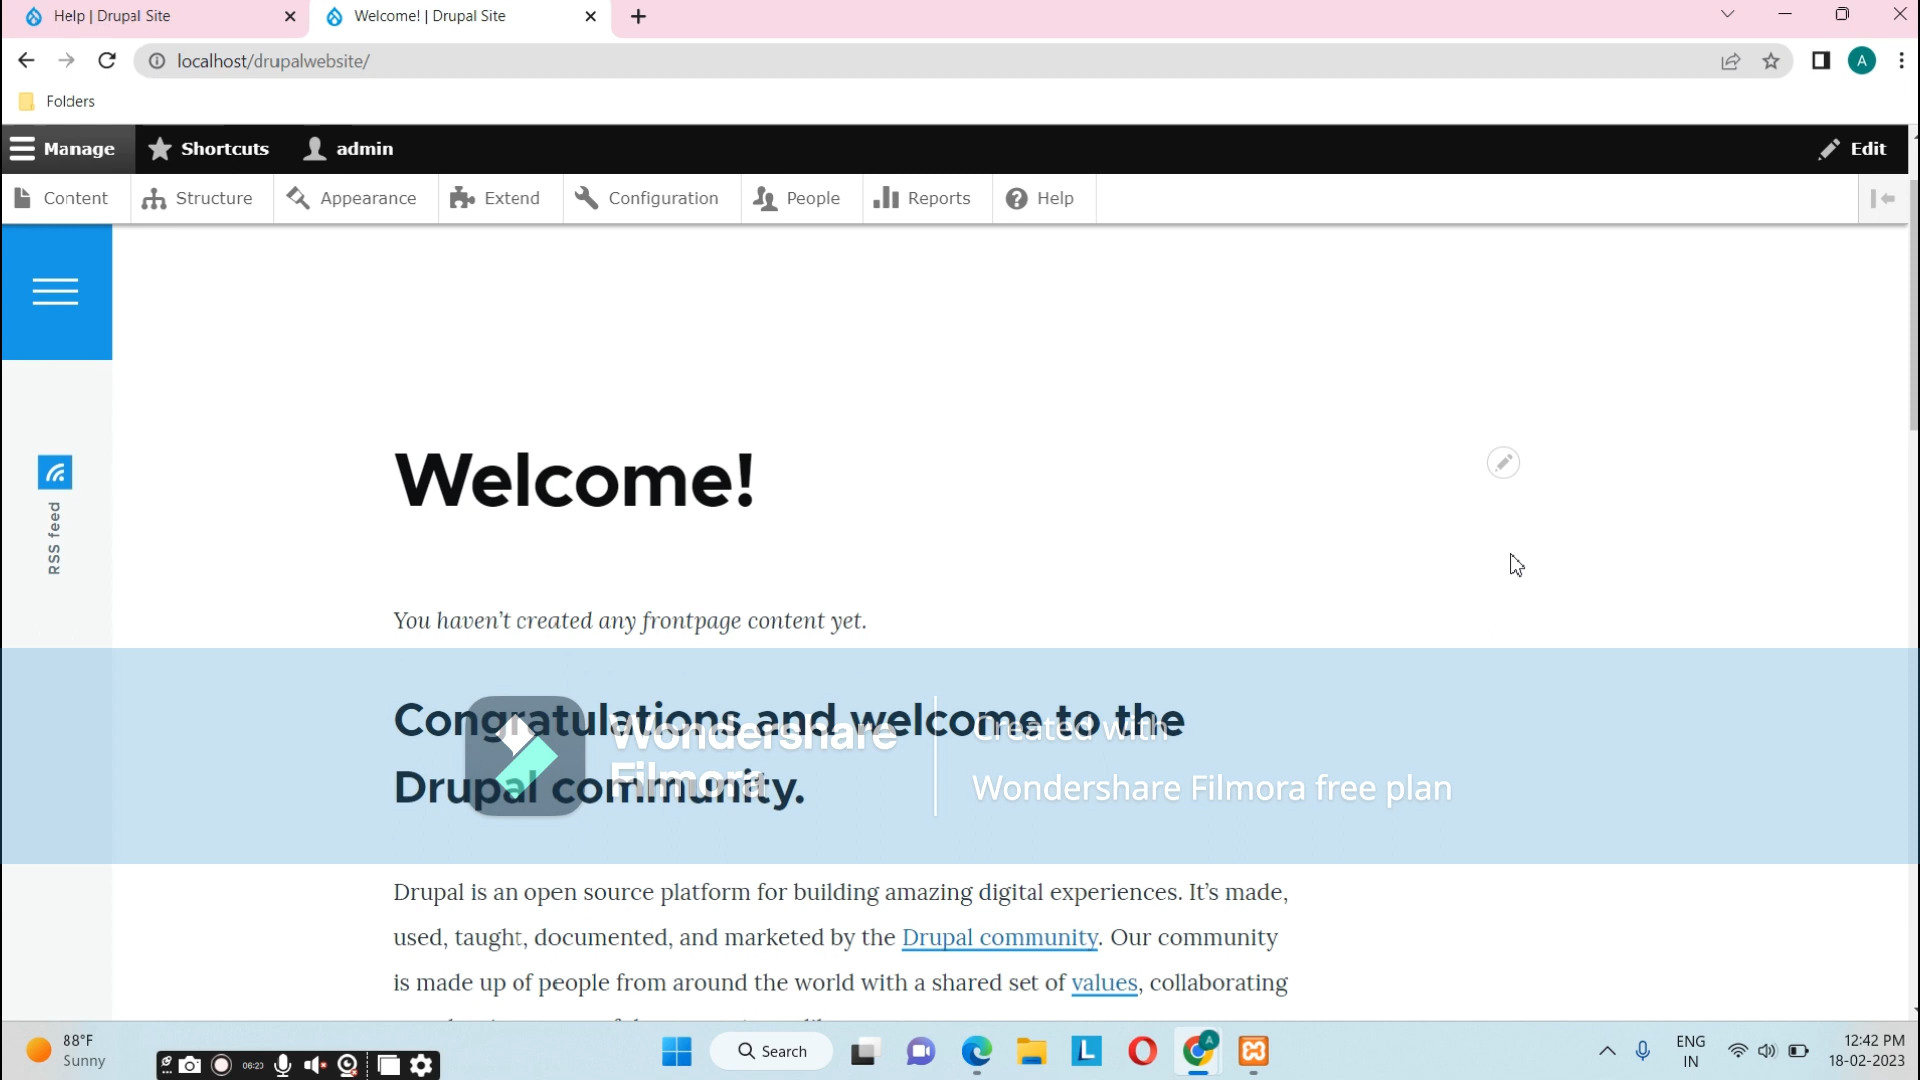 Help | Drupal Site
Welcome! | Drupal Site
localhost/drupalwebsite/
A
Folders
Manage
Shortcuts
admin
Edit
Content
Structure
Appearance
Extend
Configuration
People
Reports
Help
RSS feed
Welcome!
You haven't created any frontpage content yet.
Congratulations and welcome to the
Drupal community.
Wondershare
Filmora
Created with
Wondershare Filmora free plan
Drupal is an open source platform for building amazing digital experiences. It's made,
used, taught, documented, and marketed by the Drupal community. Our community
is made up of people from around the world with a shared set of values, collaborating
88°F
Sunny
06:23
Search
L
A
ENG
IN
12:42 PM
18-02-2023